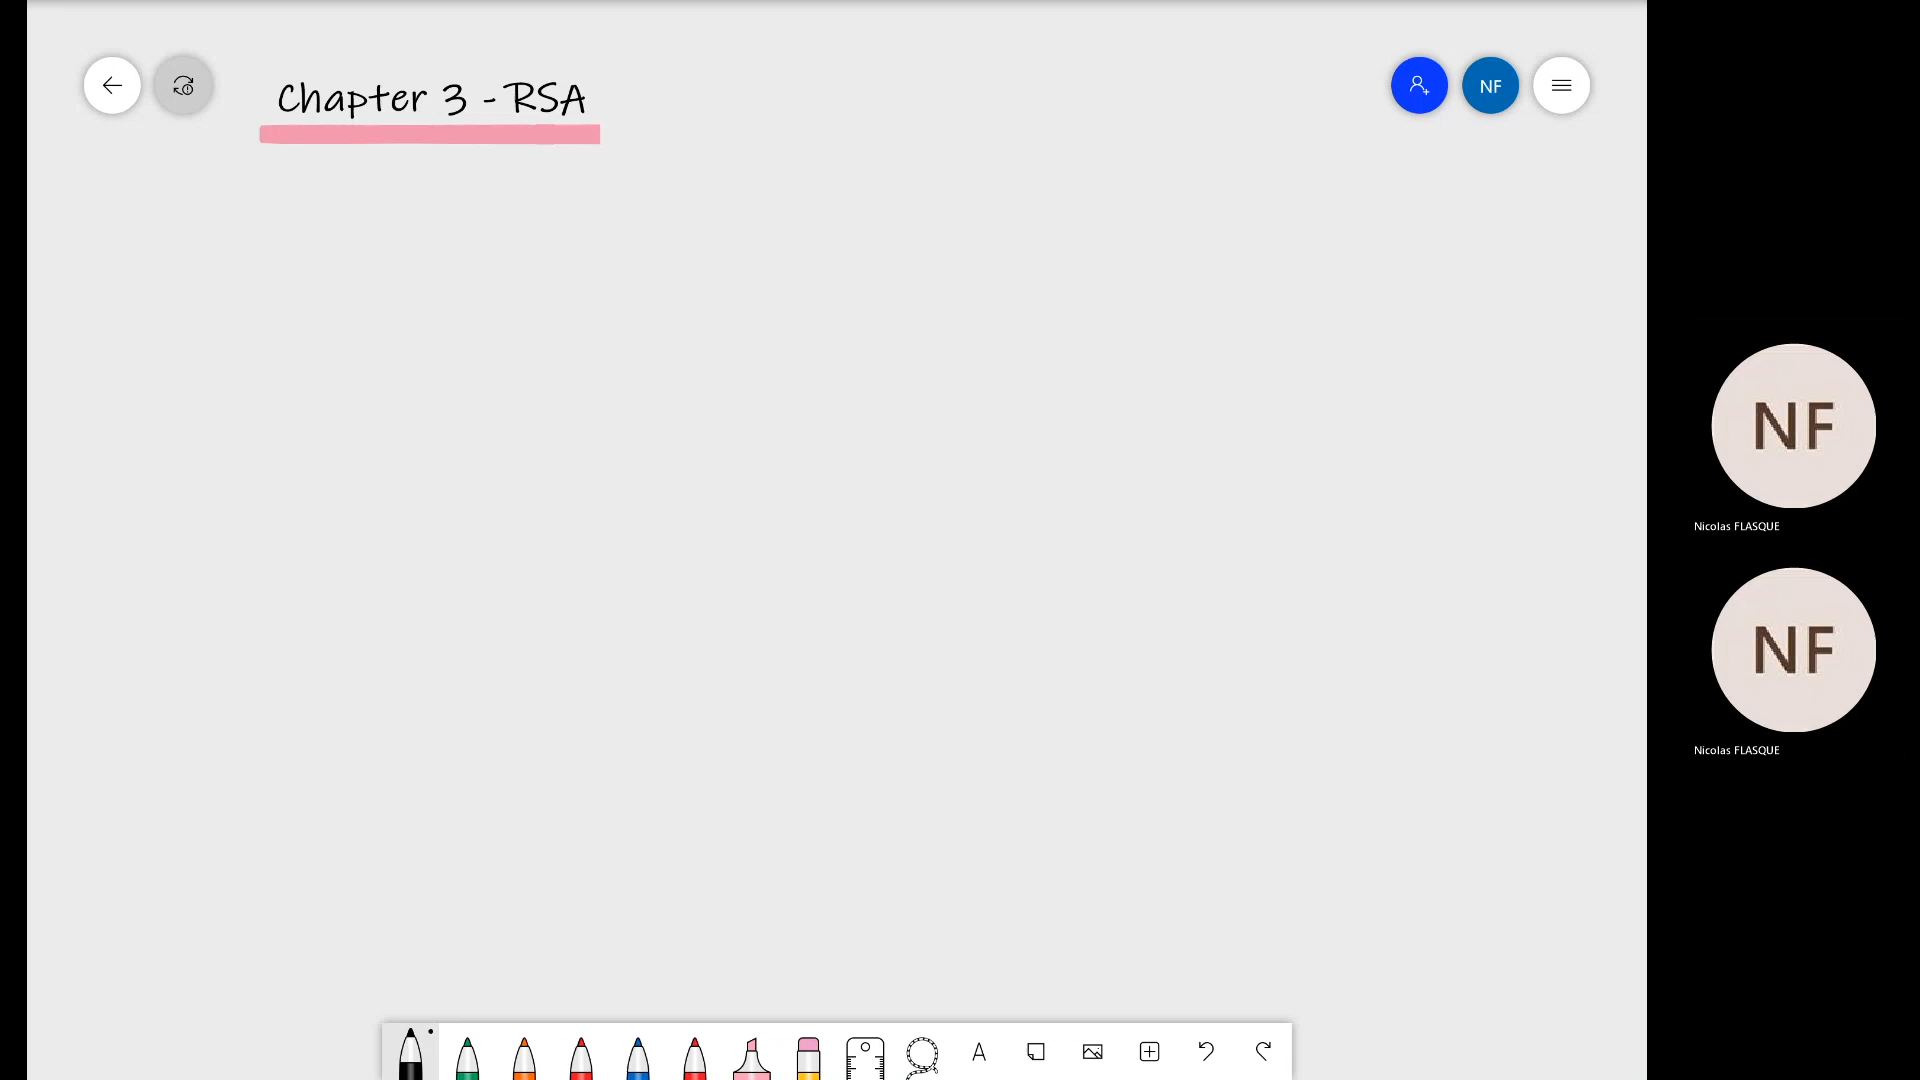 Chapter 3 - RSA
NF
NF
Nicolas FLASQUE
NF
Nicolas FLASQUE
A